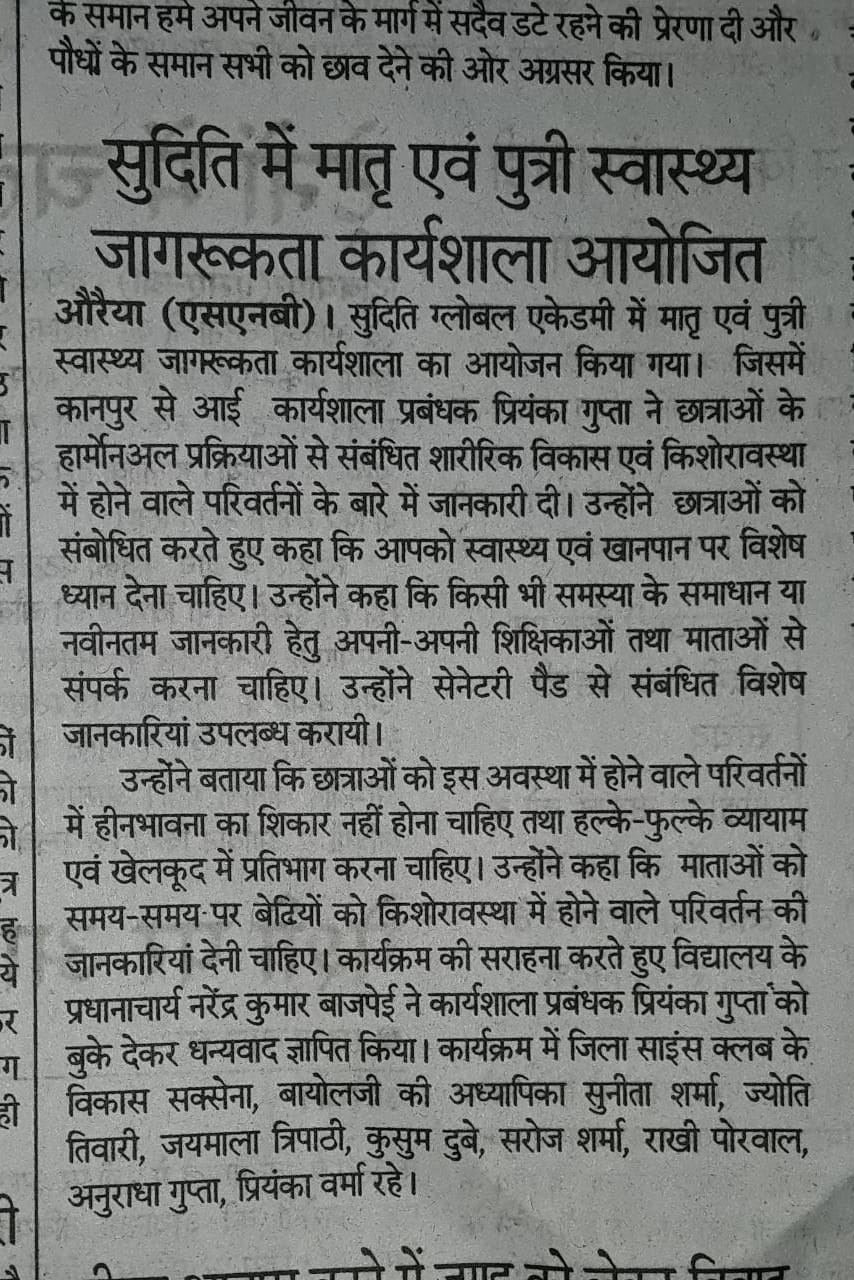 के समान हमे अपने जीवन के मार्ग में सदैव डटे रहने की प्रेरणा दी और
पौधों के समान सभी को छाव देने की ओर अग्रसर किया।
सुदिति में मातृ एवं पुत्री स्वास्थ्य
जागरूकता कार्यशाला आयोजित
औरैया (एसएनबी)। सुदिति ग्लोबल एकेडमी में मातृ एवं पुत्री
स्वास्थ्य जागरूकता कार्यशाला का आयोजन किया गया। जिसमें
कानपुर से आई कार्यशाला प्रबंधक प्रियंका गुप्ता ने छात्राओं के
हार्मोनअल प्रक्रियाओं से संबंधित शारीरिक विकास एवं किशोरावस्था
में होने वाले परिवर्तनों के बारे में जानकारी दी। उन्होंने छात्राओं को
संबोधित करते हुए कहा कि आपको स्वास्थ्य एवं खानपान पर विशेष
ध्यान देना चाहिए। उन्होंने कहा कि किसी भी समस्या के समाधान या
नवीनतम जानकारी हेतु अपनी-अपनी शिक्षिकाओं तथा माताओं से
संपर्क करना चाहिए। उन्होंने सेनेटरी पैड से संबंधित विशेष
जानकारियां उपलब्ध करायी।
उन्होंने बताया कि छात्राओं को इस अवस्था में होने वाले परिवर्तनों
में हीनभावना का शिकार नहीं होना चाहिए तथा हल्के-फुल्के व्यायाम
एवं खेलकूद में प्रतिभाग करना चाहिए। उन्होंने कहा कि माताओं को
समय-समय पर बेटियों को किशोरावस्था में होने वाले परिवर्तन की
जानकारियां देनी चाहिए। कार्यक्रम की सराहना करते हुए विद्यालय के
प्रधानाचार्य नरेंद्र कुमार बाजपेई ने कार्यशाला प्रबंधक प्रियंका गुप्ता को
बुके देकर धन्यवाद ज्ञापित किया। कार्यक्रम में जिला साइंस क्लब के
विकास सक्सेना, बायोलजी की अध्यापिका सुनीता शर्मा, ज्योति
तिवारी, जयमाला त्रिपाठी, कुसुम दुबे, सरोज शर्मा, राखी पोरवाल,
अनुराधा गुप्ता, प्रियंका वर्मा रहे।